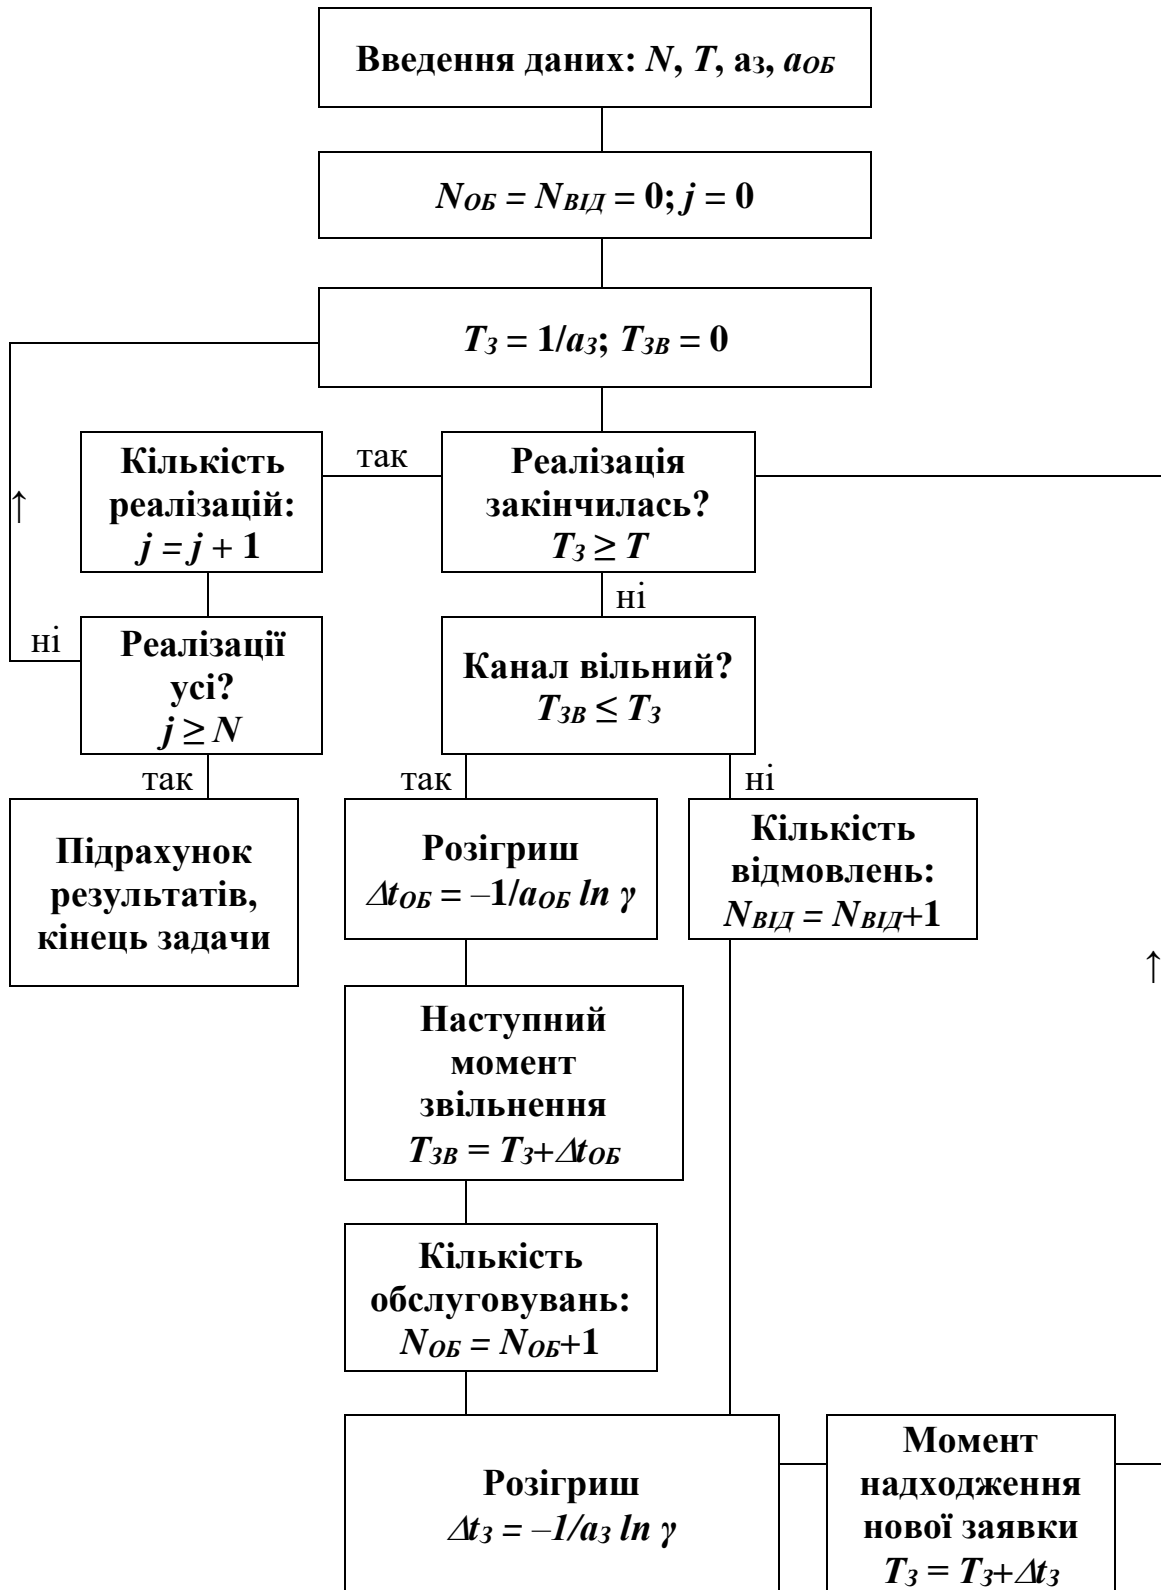 Введення даних: N, T, aЗ, aОБ
NОБ = NВІД = 0; j = 0
TЗ = 1/aЗ; TЗВ = 0
Кількість
реалізацій:
j = j + 1
так
Реалізація
закінчилась?
TЗ ≥ T
↑
ні
ні
Реалізації
усі?
j ≥ N
Канал вільний?
TЗВ ≤ TЗ
так
так
ні
Підрахунок
результатів,
кінець задачи
Розігриш
ΔtОБ = –1/aОБ ln γ
Кількість
відмовлень:
NВІД = NВІД+1
↑
Наступний
момент
звільнення
TЗВ = TЗ+ΔtОБ
Кількість
обслуговувань:
NОБ = NОБ+1
Розігриш
ΔtЗ = –1/aЗ ln γ
Момент
надходження
нової заявки
TЗ = TЗ+ΔtЗ